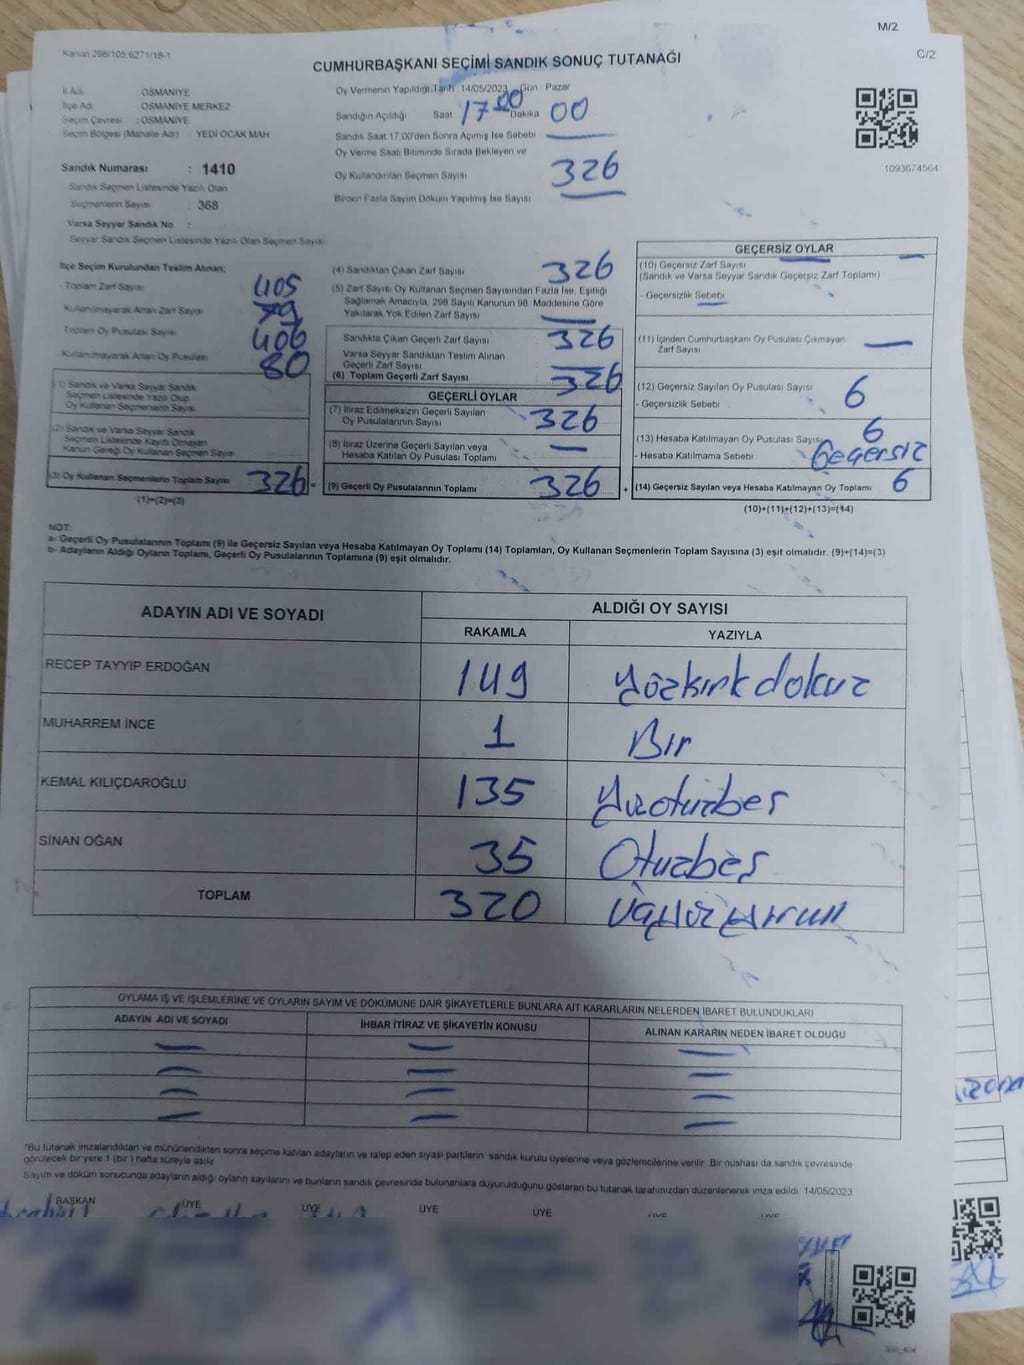 M/2
Kanun 298/105,6271/18-1
C/2
CUMHURBAŞKANI SEÇİMİ SANDIK SONUÇ TUTANAĞI
İl Adı OSMANİYE
İlçe Adı OSMANİYE MERKEZ
Seçim Çevresi : OSMANİYE
Seçim Bölgesi (Mahalle Adı) : YEDİ OCAK MAH
Sandık Numarası : 1410
Sandık Seçmen Listesinde Yazılı Olan
Seçmenlerin Sayısı : 368
Varsa Seyyar Sandık No :
Seyyar Sandık Seçmen Listesinde Yazılı Olan Seçmen Sayısı
Oy Vermenin Yapıldığı Tarih 14/05/2023 Gün : Pazar
Sandığın Açıldığı Saat 17 00 Dakika 00
Sandık Saat 17:00'den Sonra Açmış İse Sebebi
Oy Verme Saati Bitiminde Sırada Bekleyen ve
Oy Kullandırılan Seçmen Sayısı 326
Birden Fazla Sayım Döküm Yapılmış İse Sayısı
1093674564
İlçe Seçim Kurulundan Teslim Alınan:
Toplam Zarf Sayısı 405
Kullanılmayarak Artan Zarf Sayısı 79
Toplam Oy Pusulası Sayısı 406
Kullanılmayarak Artan Oy Pusulası 80
(1) Sandık ve Varsa Seyyar Sandık
Seçmen Listesinde Yazılı Olup
Oy Kullanan Seçmenlerin Sayısı
(2) Sandık ve Varsa Seyyar Sandık
Seçmen Listesinde Kayıtlı Olmayan
Kanun Gereği Oy Kullanan Seçmen Sayısı
(3) Oy Kullanan Seçmenlerin Toplam Sayısı 326 =
(1)+(2)=(3)
(4) Sandıktan Çıkan Zarf Sayısı 326
(5) Zarf Sayısı Oy Kullanan Seçmen Sayısından Fazla İse, Eşitliği
Sağlamak Amacıyla, 298 Sayılı Kanunun 98. Maddesine Göre
Yakılarak Yok Edilen Zarf Sayısı
Sandıkta Çıkan Geçerli Zarf Sayısı 326
Varsa Seyyar Sandıktan Teslim Alınan
Geçerli Zarf Sayısı
(6) Toplam Geçerli Zarf Sayısı 326
GEÇERLİ OYLAR
(7) İtiraz Edilmeksizin Geçerli Sayılan
Oy Pusulalarının Sayısı 326
(8) İtiraz Üzerine Geçerli Sayılan veya
Hesaba Katılan Oy Pusulası Toplamı —
(9) Geçerli Oy Pusulalarının Toplamı 326 +
GEÇERSİZ OYLAR
(10) Geçersiz Zarf Sayısı
(Sandık ve Varsa Seyyar Sandık Geçersiz Zarf Toplamı)
- Geçersizlik Sebebi
(11) İçinden Cumhurbaşkanı Oy Pusulası Çıkmayan
Zarf Sayısı —
(12) Geçersiz Sayılan Oy Pusulası Sayısı 6
- Geçersizlik Sebebi
(13) Hesaba Katılmayan Oy Pusulası Sayısı 6
- Hesaba Katılmama Sebebi Geçersiz
(14) Geçersiz Sayılan veya Hesaba Katılmayan Oy Toplamı 6
(10)+(11)+(12)+(13)=(14)
NOT:
a- Geçerli Oy Pusulalarının Toplamı (9) ile Geçersiz Sayılan veya Hesaba Katılmayan Oy Toplamı (14) Toplamları, Oy Kullanan Seçmenlerin Toplam Sayısına (3) eşit olmalıdır. (9)+(14)=(3)
b- Adayların Aldığı Oyların Toplamı, Geçerli Oy Pusulalarının Toplamına (9) eşit olmalıdır.
ADAYIN ADI VE SOYADI ALDIĞI OY SAYISI
RAKAMLA YAZIYLA
RECEP TAYYİP ERDOĞAN 149 Yüzkırkdokuz
MUHARREM İNCE 1 Bir
KEMAL KILIÇDAROĞLU 135 Yüzotuzbeş
SİNAN OĞAN 35 Otuzbeş
TOPLAM 320 üçyüzyirmi
OYLAMA İŞ VE İŞLEMLERİNE VE OYLARIN SAYIM VE DÖKÜMÜNE DAİR ŞİKAYETLERLE BUNLARA AİT KARARLARIN NELERDEN İBARET BULUNDUKLARI
ADAYIN ADI VE SOYADI İHBAR İTİRAZ VE ŞİKAYETİN KONUSU ALINAN KARARIN NEDEN İBARET OLDUĞU
*Bu tutanak imzalandıktan ve mühürlendikten sonra seçime katılan adayların ve talep eden siyasi partilerin sandık kurulu üyelerine veya gözlemcilerine verilir. Bir nushası da sandık çevresinde
görülecek bir yere 1 (bir) hafta süreyle asılır
Sayım ve döküm sonucunda adayların aldığı oyların sayılarını ve bunların sandık çevresinde bulunanlara duyurulduğunu gösteren bu tutanak tarafımızdan düzenlenerek imza edildi. 14/05/2023
BAŞKAN ÜYE ÜYE ÜYE ÜYE ÜYE ÜYE